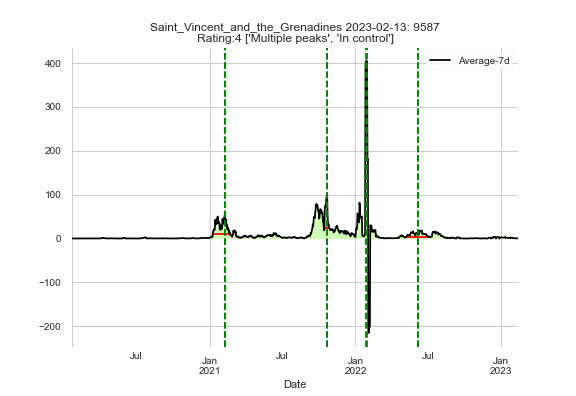 Saint_Vincent_and_the_Grenadines 2023-02-13: 9587
Rating:4 ['Multiple peaks', 'In control']
Average-7d
400
300
200
100
0
−100
−200
Jul
Jan
2021
Jul
Jan
2022
Jul
Jan
2023
Date